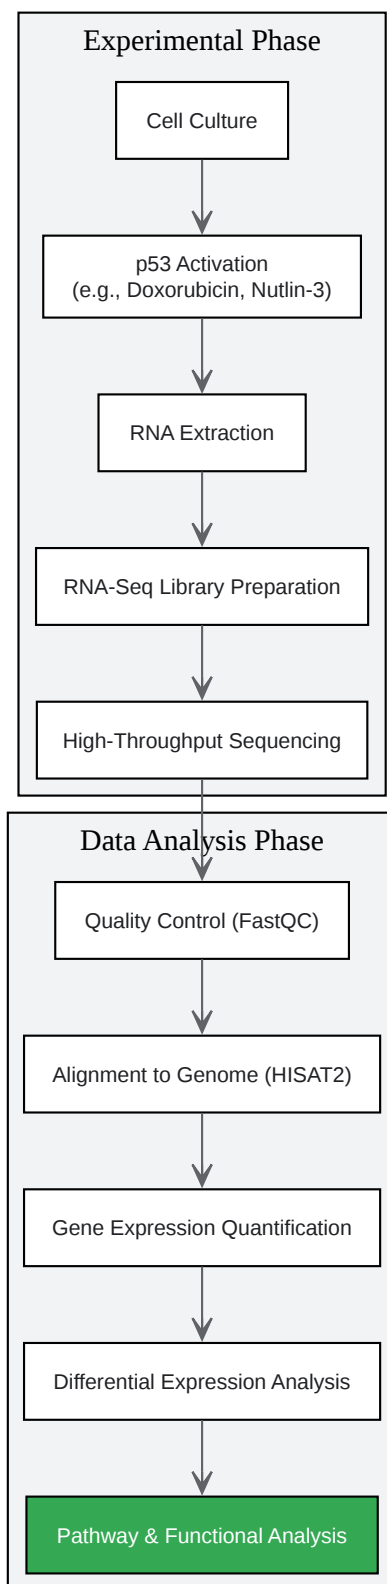 Experimental Phase
Cell Culture
p53 Activation
(e.g., Doxorubicin, Nutlin-3)
RNA Extraction
RNA-Seq Library Preparation
High-Throughput Sequencing
Data Analysis Phase
Quality Control (FastQC)
Alignment to Genome (HISAT2)
Gene Expression Quantification
Differential Expression Analysis
Pathway & Functional Analysis